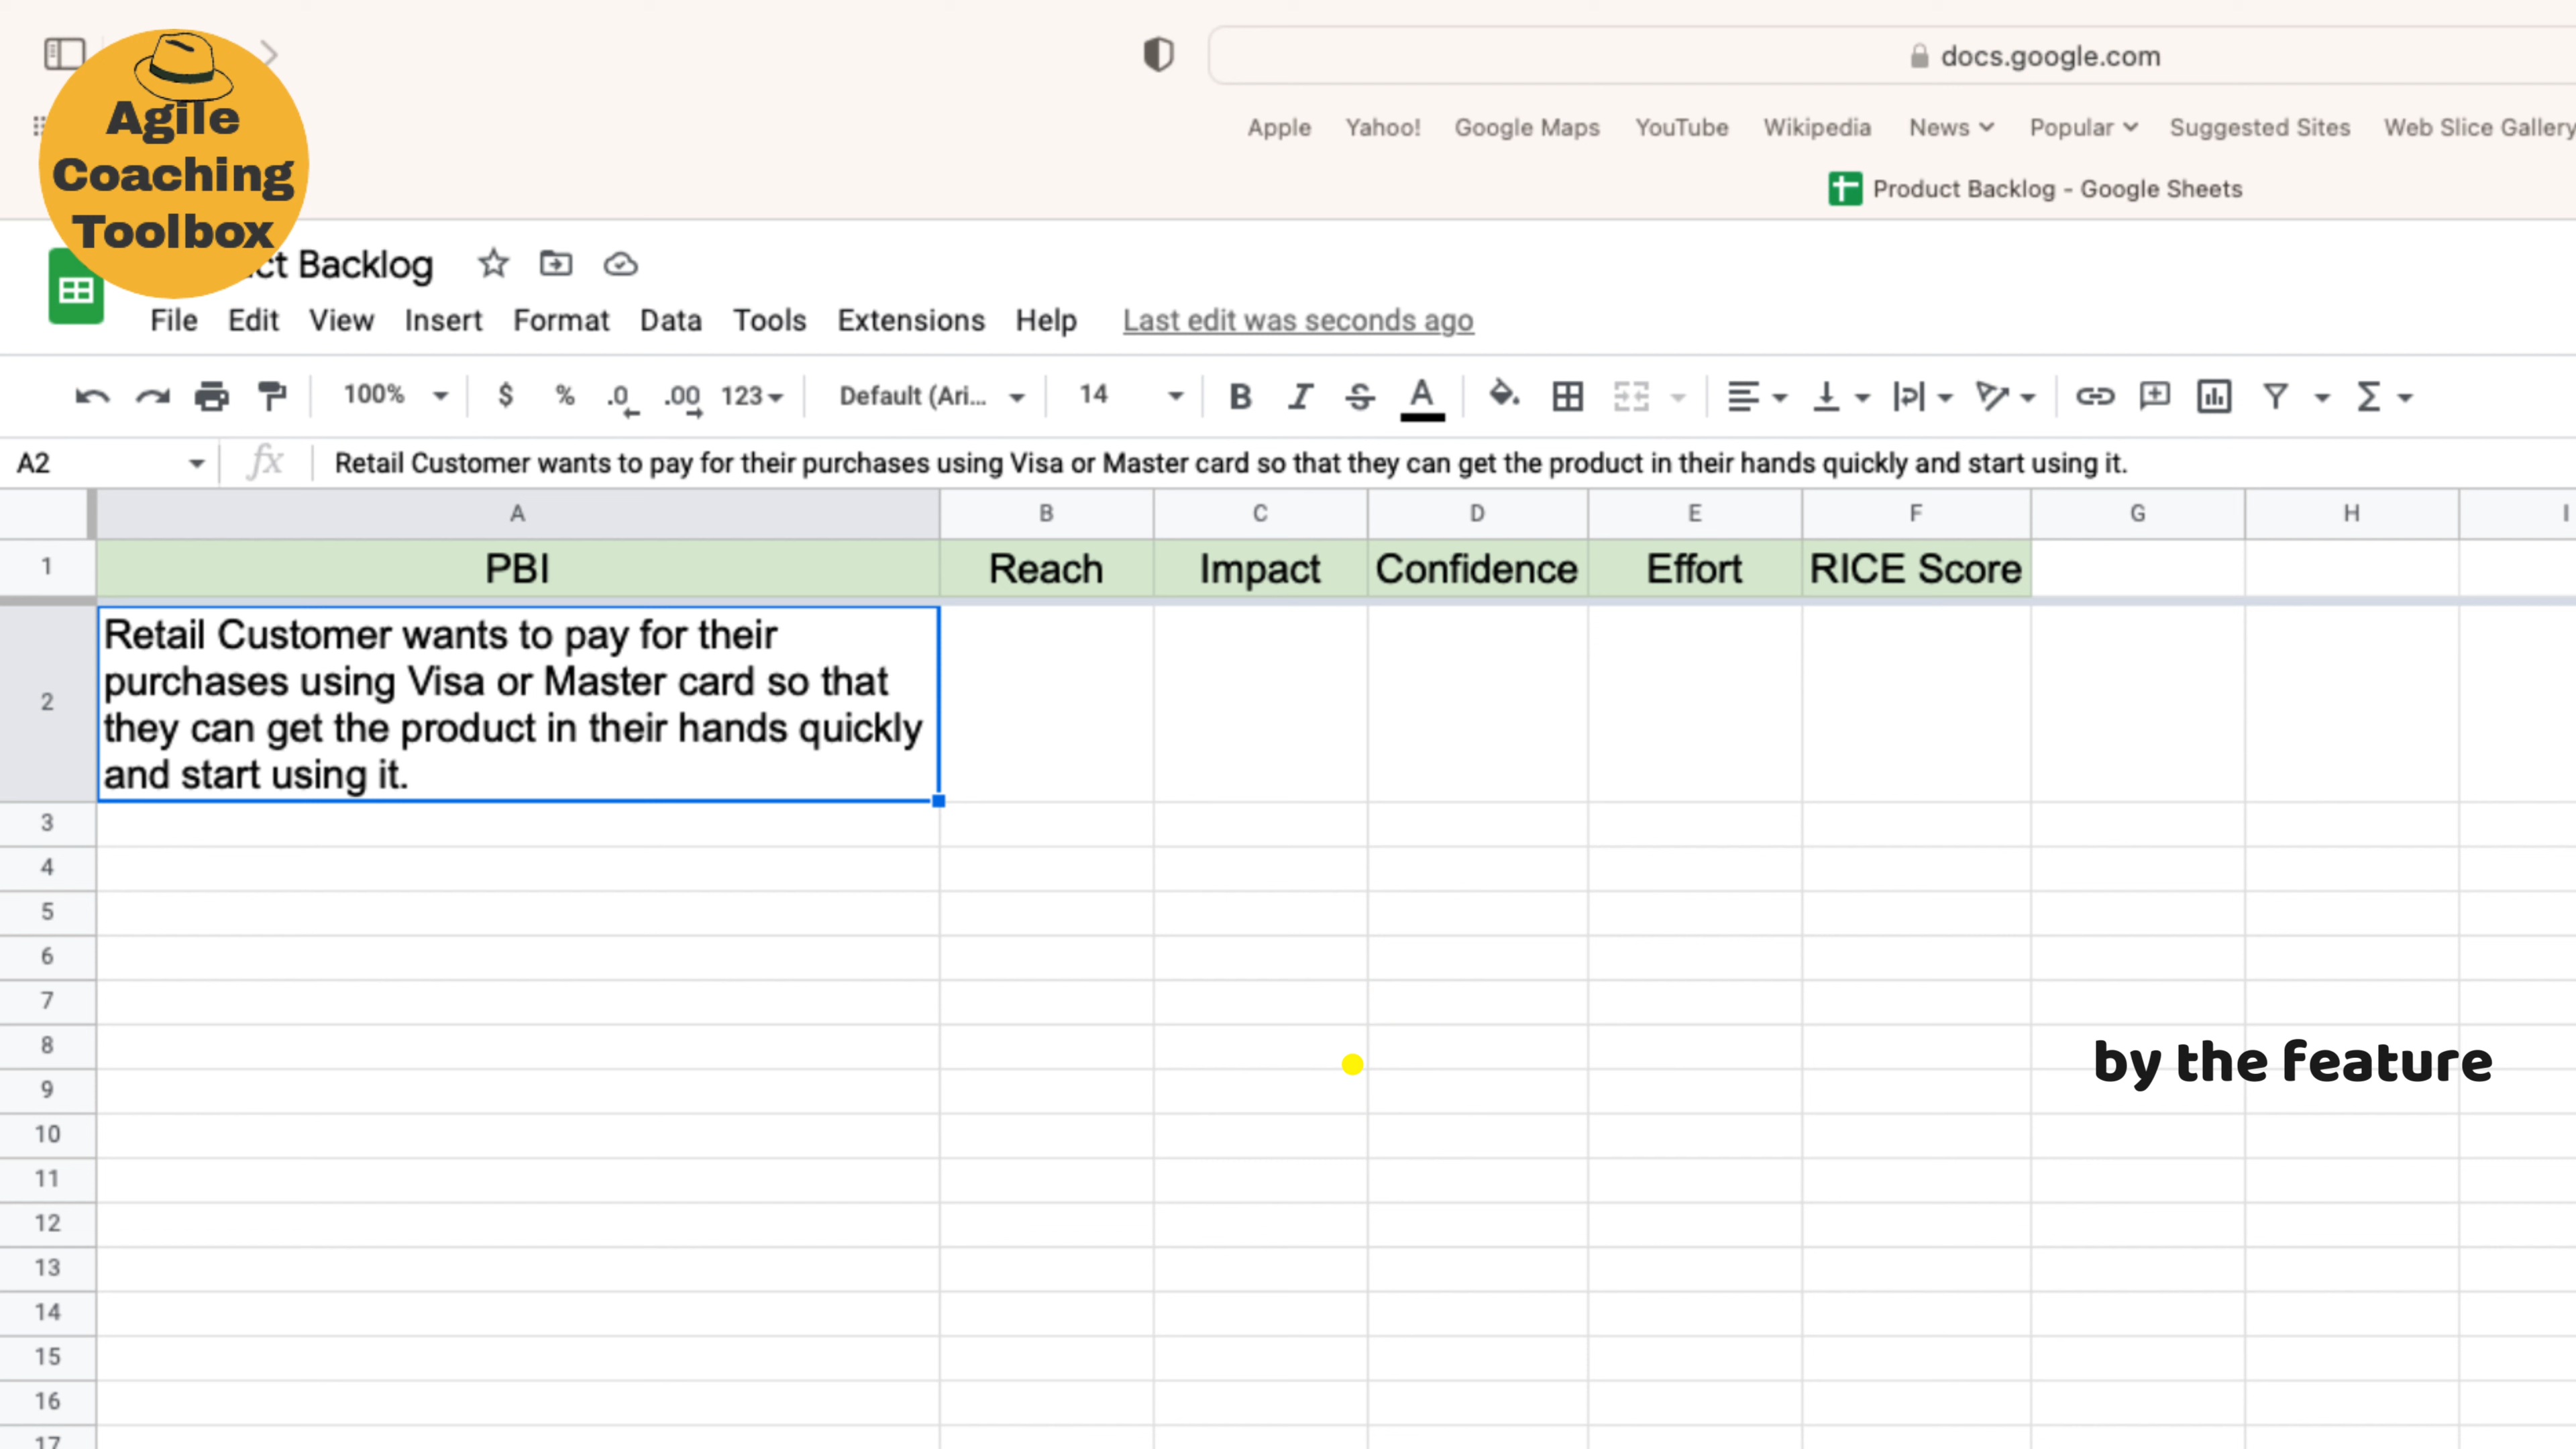 Agile
Coaching
Toolbox
docs.google.com
Apple Yahoo! Google Maps YouTube Wikipedia News Popular Suggested Sites Web Slice Gallery
Product Backlog - Google Sheets
ct Backlog
File Edit View Insert Format Data Tools Extensions Help Last edit was seconds ago
100% $ % .0 .00 123 Default (Ari... 14 B I S A
A2 fx Retail Customer wants to pay for their purchases using Visa or Master card so that they can get the product in their hands quickly and start using it.
A B C D E F G H I
1 PBI Reach Impact Confidence Effort RICE Score
2 Retail Customer wants to pay for their
purchases using Visa or Master card so that
they can get the product in their hands quickly
and start using it.
3
4
5
6
7
8
by the feature
9
10
11
12
13
14
15
16
17